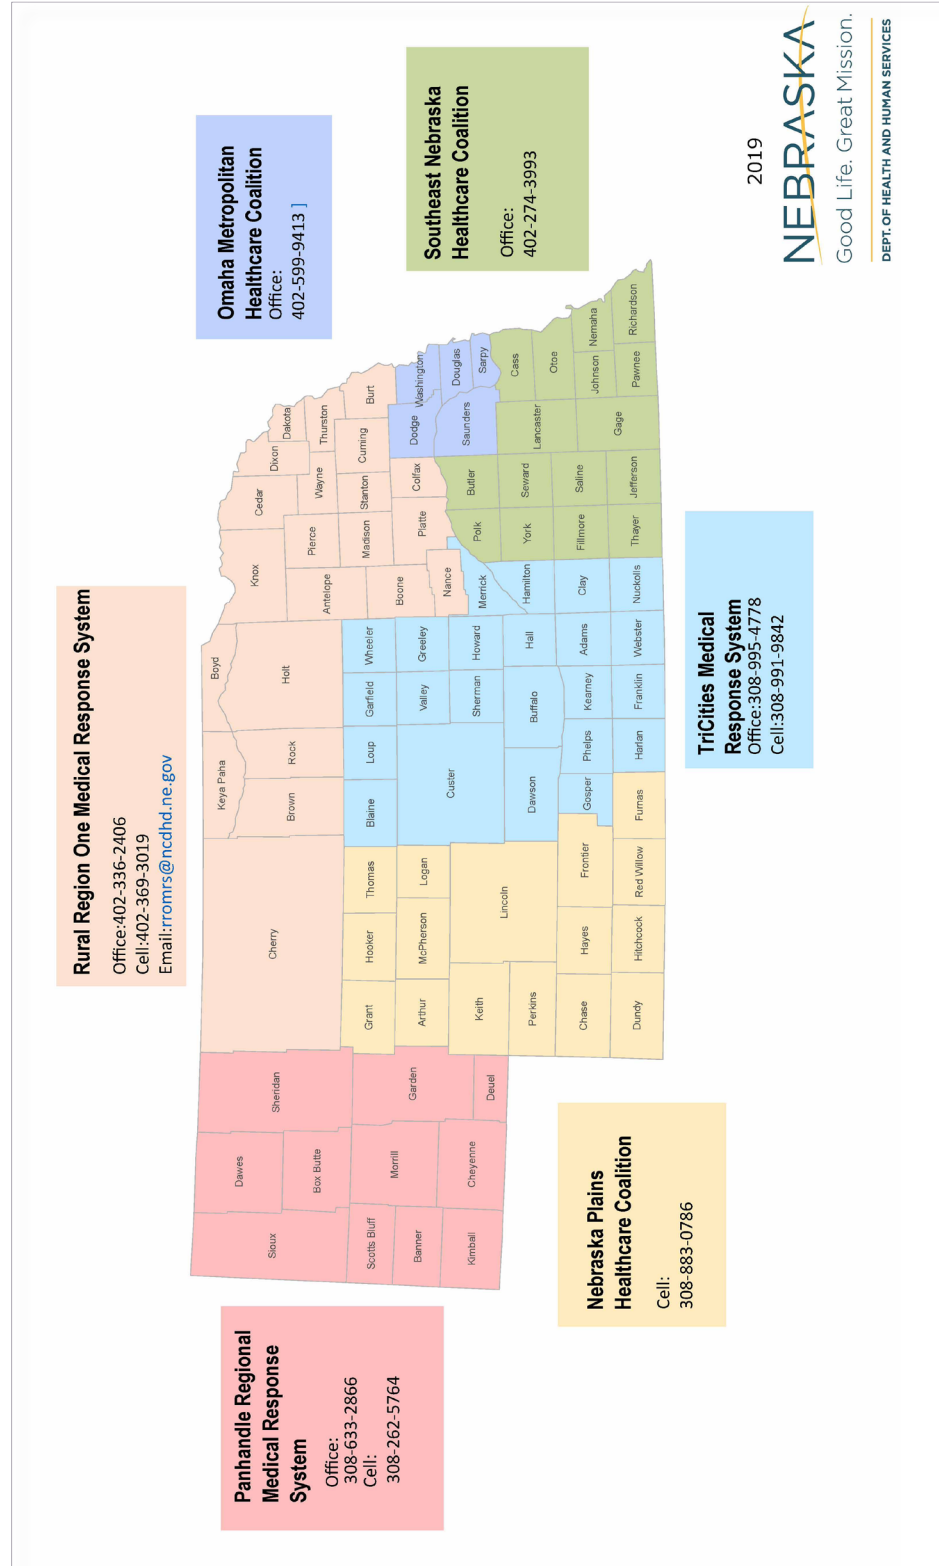 Rural Region One Medical Response System
Office:402-336-2406
Cell:402-369-3019
Email:rromrs@ncdhd.ne.gov
Panhandle Regional
Medical Response
System
Office:
308-633-2866
Cell:
308-262-5764
Omaha Metropolitan
Healthcare Coalition
Office:
402-599-9413 ]
Southeast Nebraska
Healthcare Coalition
Office:
402-274-3993
Nebraska Plains
Healthcare Coalition
Cell:
308-883-0786
TriCities Medical
Response System
Office:308-995-4778
Cell:308-991-9842
Sioux
Dawes
Box Butte
Sheridan
Scotts Bluff
Banner
Kimball
Morrill
Cheyenne
Garden
Deuel
Cherry
Keya Paha
Brown
Rock
Boyd
Holt
Knox
Antelope
Cedar
Pierce
Dixon
Dakota
Wayne
Thurston
Madison
Stanton
Cuming
Burt
Boone
Nance
Platte
Colfax
Grant
Hooker
Thomas
Arthur
McPherson
Logan
Keith
Perkins
Lincoln
Chase
Hayes
Frontier
Dundy
Hitchcock
Red Willow
Furnas
Blaine
Loup
Garfield
Wheeler
Custer
Valley
Greeley
Sherman
Howard
Dawson
Buffalo
Hall
Merrick
Hamilton
Gosper
Phelps
Kearney
Adams
Clay
Harlan
Franklin
Webster
Nuckolls
Dodge
Washington
Douglas
Sarpy
Saunders
Butler
Polk
York
Seward
Lancaster
Cass
Otoe
Fillmore
Saline
Gage
Johnson
Nemaha
Thayer
Jefferson
Pawnee
Richardson
2019
NEBRASKA
Good Life. Great Mission.
DEPT. OF HEALTH AND HUMAN SERVICES